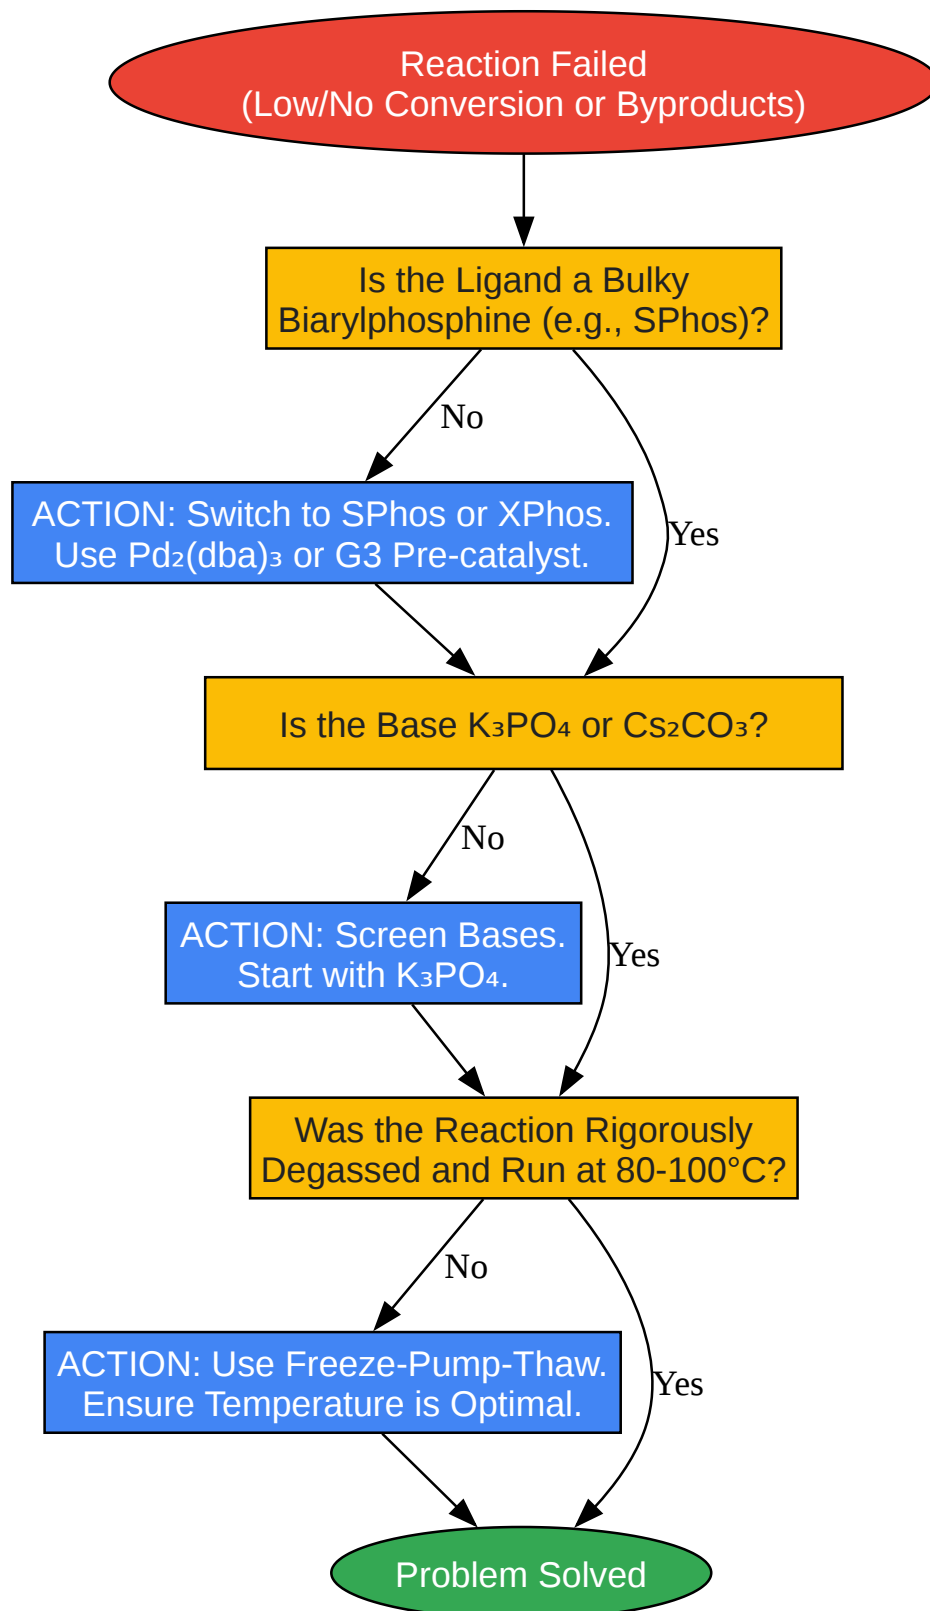 Reaction Failed
(Low/No Conversion or Byproducts)
Is the Ligand a Bulky
Biarylphosphine (e.g., SPhos)?
No
ACTION: Switch to SPhos or XPhos.
Use Pd₂(dba)₃ or G3 Pre-catalyst.
Yes
Is the Base K₃PO₄ or Cs₂CO₃?
No
ACTION: Screen Bases.
Start with K₃PO₄.
Yes
Was the Reaction Rigorously
Degassed and Run at 80-100°C?
No
ACTION: Use Freeze-Pump-Thaw.
Ensure Temperature is Optimal.
Yes
Problem Solved